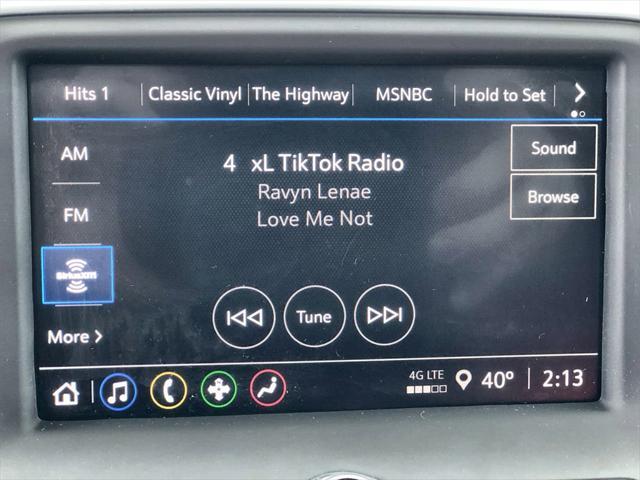 Hits 1 Classic Vinyl The Highway MSNBC Hold to Set
AM
FM
SiriusXM
More
4 xL TikTok Radio
Ravyn Lenae
Love Me Not
Sound
Browse
Tune
4G LTE
40° 2:13